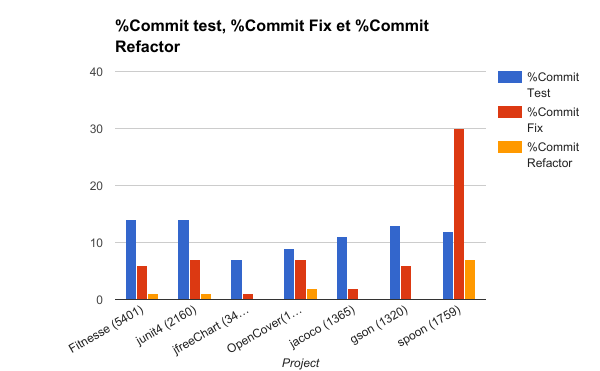 %Commit test, %Commit Fix et %Commit
Refactor
40
30
20
10
0
%Commit
Test
%Commit
Fix
%Commit
Refactor
Fitnesse (5401)
junit4 (2160)
jfreeChart (34…
OpenCover(1…
jacoco (1365)
gson (1320)
spoon (1759)
Project